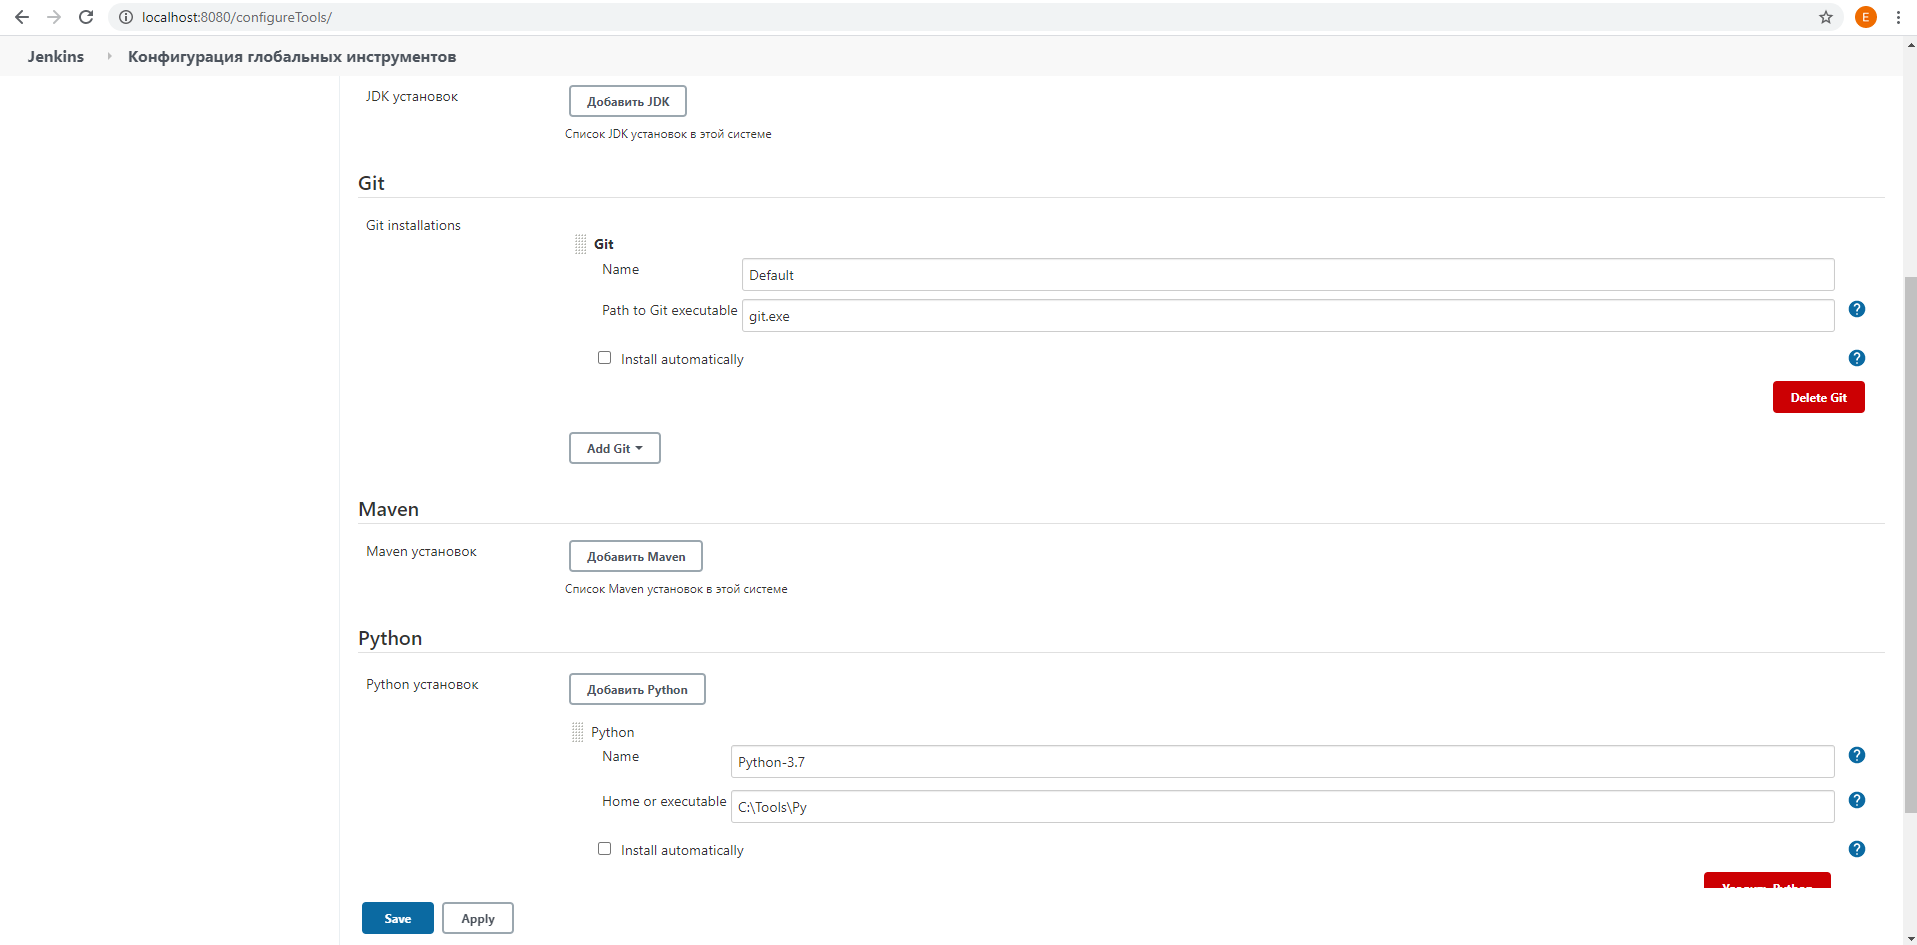 localhost:8080/configureTools/
E
Jenkins
Конфигурация глобальных инструментов
JDK установок
Добавить JDK
Список JDK установок в этой системе
Git
Git installations
Git
Name
Default
Path to Git executable
git.exe
?
Install automatically
?
Delete Git
Add Git
Maven
Maven установок
Добавить Maven
Список Maven установок в этой системе
Python
Python установок
Добавить Python
Python
Name
Python-3.7
?
Home or executable
C:\Tools\Py
?
Install automatically
?
Удалить Python
Save
Apply